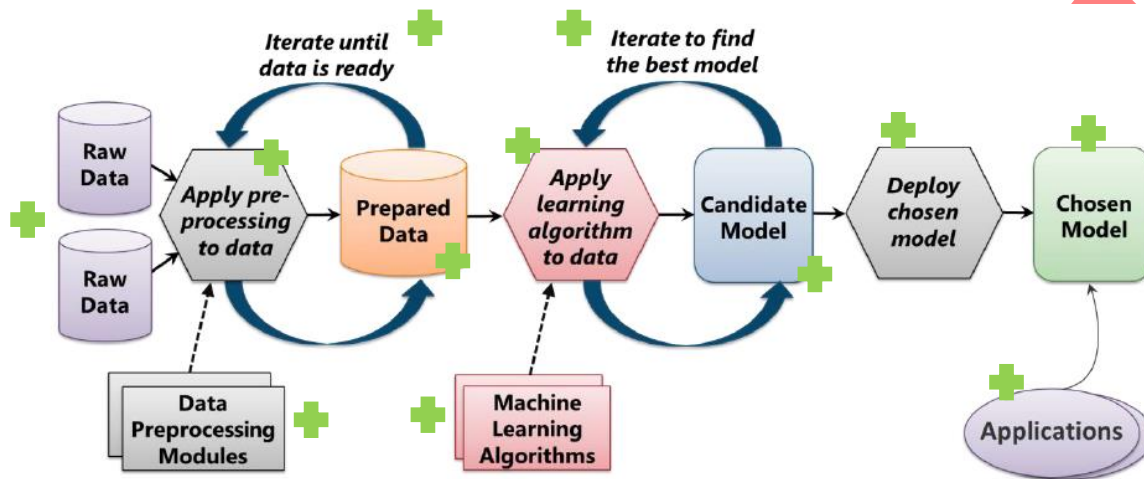 Iterate until
data is ready
Iterate to find
the best model
Raw
Data
Raw
Data
Apply pre-
processing
to data
Prepared
Data
Apply
learning
algorithm
to data
Candidate
Model
Deploy
chosen
model
Chosen
Model
Data
Preprocessing
Modules
Machine
Learning
Algorithms
Applications